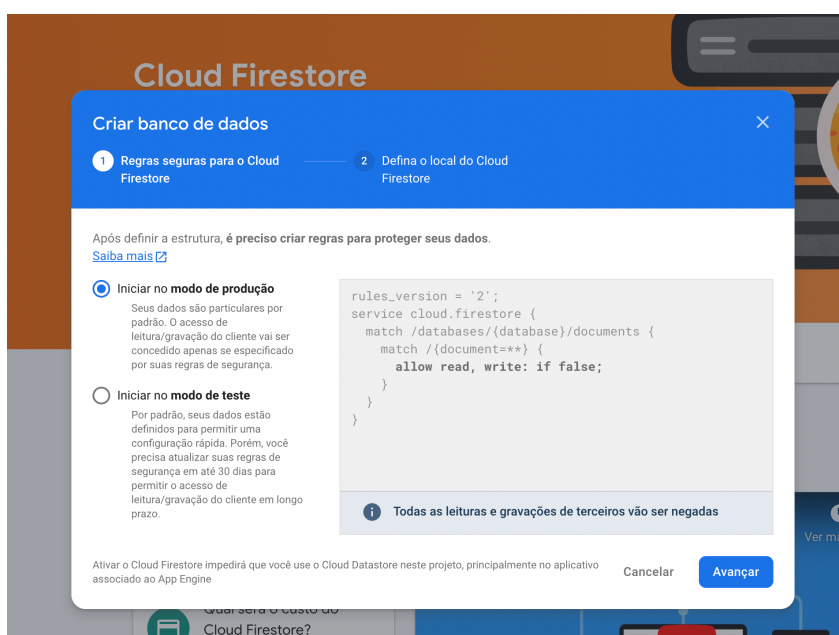 Cloud Firestore
Criar banco de dados
1 Regras seguras para o Cloud
Firestore
2 Defina o local do Cloud
Firestore
Após definir a estrutura, é preciso criar regras para proteger seus dados.
Saiba mais
Iniciar no modo de produção
Seus dados são particulares por
padrão. O acesso de
leitura/gravação do cliente vai ser
concedido apenas se especificado
por suas regras de segurança.
Iniciar no modo de teste
Por padrão, seus dados estão
definidos para permitir uma
configuração rápida. Porém, você
precisa atualizar suas regras de
segurança em até 30 dias para
permitir o acesso de
leitura/gravação do cliente em longo
prazo.
rules_version = '2';
service cloud.firestore {
  match /databases/{database}/documents {
    match /{document=**} {
      allow read, write: if false;
    }
  }
}
Todas as leituras e gravações de terceiros vão ser negadas
Ver ma
Ativar o Cloud Firestore impedirá que você use o Cloud Datastore neste projeto, principalmente no aplicativo
associado ao App Engine
Cancelar
Avançar
Qual será o custo do
Cloud Firestore?